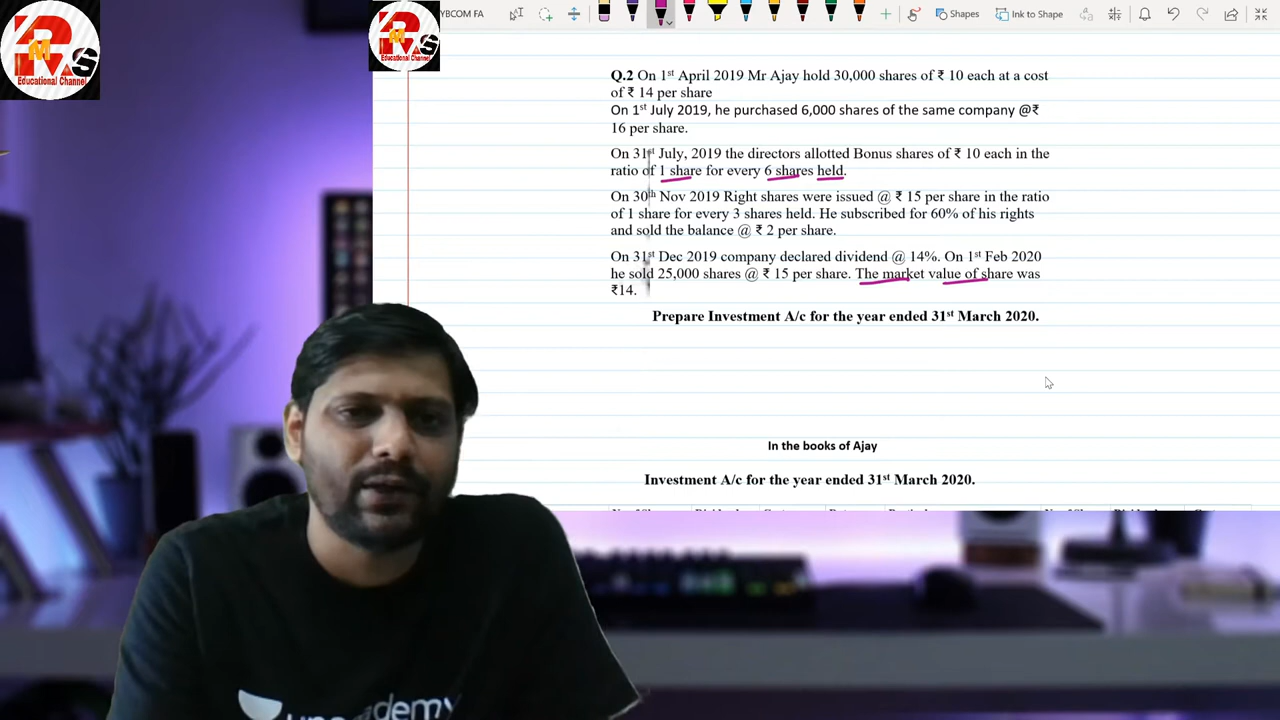 RMS
Educational Channel
RMS
Educational Channel
YBCOM FA
Shapes
Ink to Shape
Q.2 On 1st April 2019 Mr Ajay hold 30,000 shares of ₹ 10 each at a cost
of ₹ 14 per share
On 1st July 2019, he purchased 6,000 shares of the same company @₹
16 per share.
On 31st July, 2019 the directors allotted Bonus shares of ₹ 10 each in the
ratio of 1 share for every 6 shares held.
On 30th Nov 2019 Right shares were issued @ ₹ 15 per share in the ratio
of 1 share for every 3 shares held. He subscribed for 60% of his rights
and sold the balance @ ₹ 2 per share.
On 31st Dec 2019 company declared dividend @ 14%. On 1st Feb 2020
he sold 25,000 shares @ ₹ 15 per share. The market value of share was
₹14.
Prepare Investment A/c for the year ended 31st March 2020.
In the books of Ajay
Investment A/c for the year ended 31st March 2020.